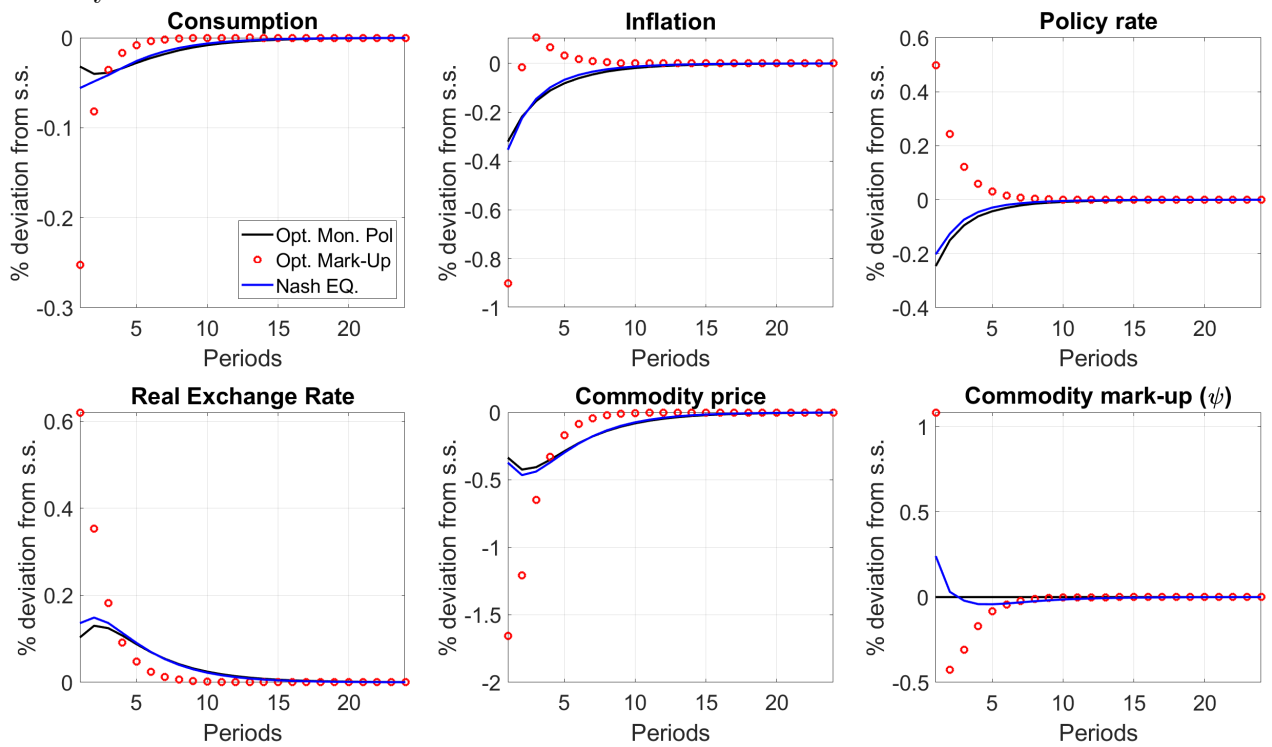 Consumption
Inflation
Policy rate
% deviation from s.s.
0
-0.1
-0.2
-0.3
5
10
15
20
Periods
Opt. Mon. Pol
Opt. Mark-Up
Nash EQ.
% deviation from s.s.
0
-0.2
-0.4
-0.6
-0.8
-1
5
10
15
20
Periods
% deviation from s.s.
0.6
0.4
0.2
0
-0.2
-0.4
5
10
15
20
Periods
Real Exchange Rate
Commodity price
Commodity mark-up (ψ)
% deviation from s.s.
0.6
0.4
0.2
0
5
10
15
20
Periods
% deviation from s.s.
0
-0.5
-1
-1.5
-2
5
10
15
20
Periods
% deviation from s.s.
1
0.5
0
-0.5
5
10
15
20
Periods